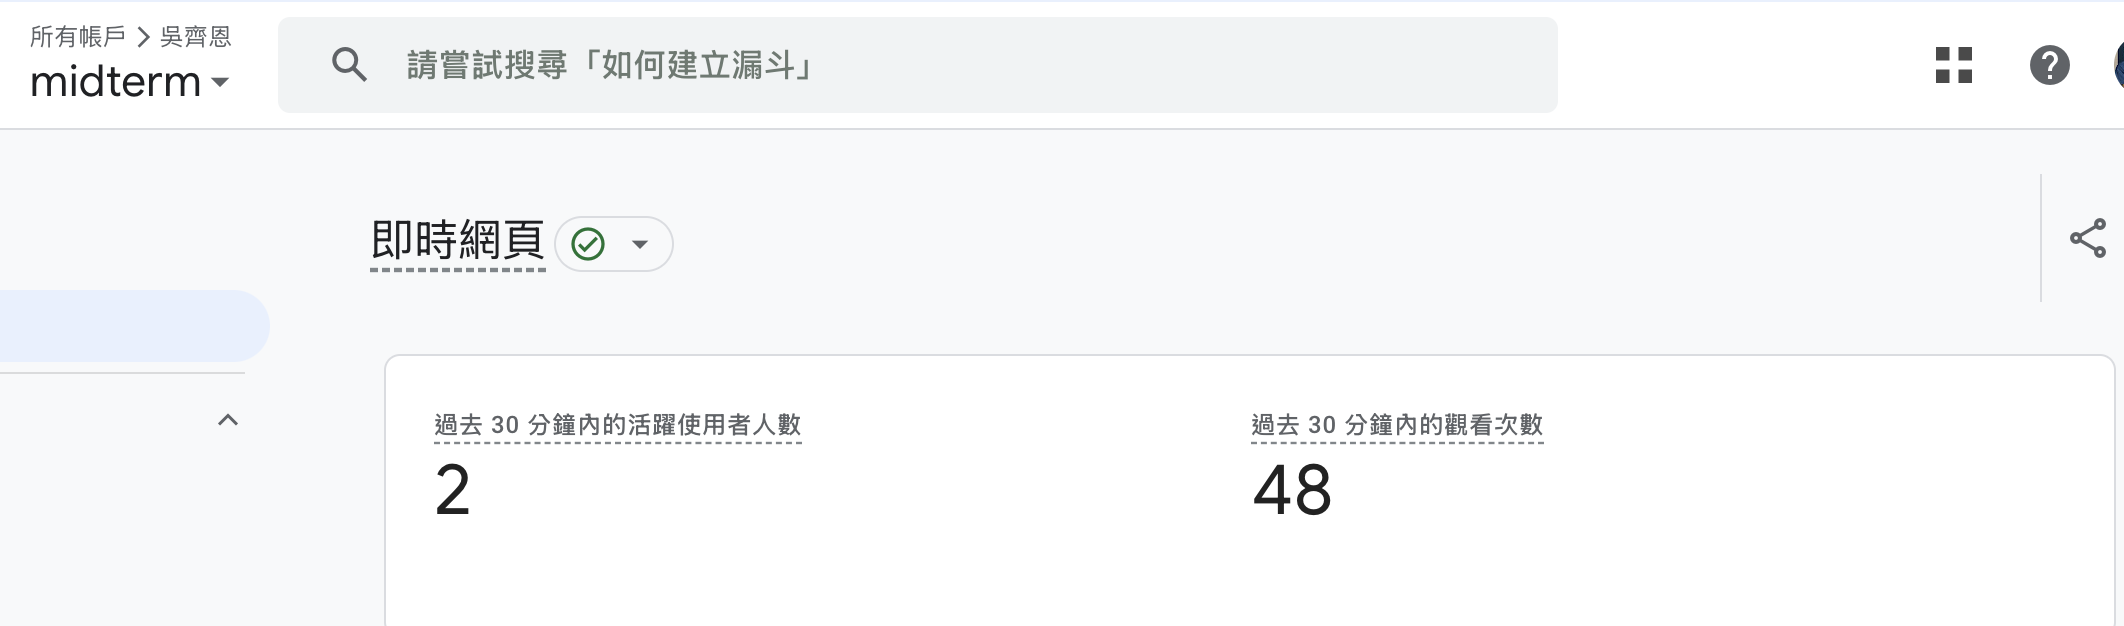 所有帳戶 > 吳齊恩
midterm
請嘗試搜尋「如何建立漏斗」
即時網頁
過去 30 分鐘內的活躍使用者人數
2
過去 30 分鐘內的觀看次數
48